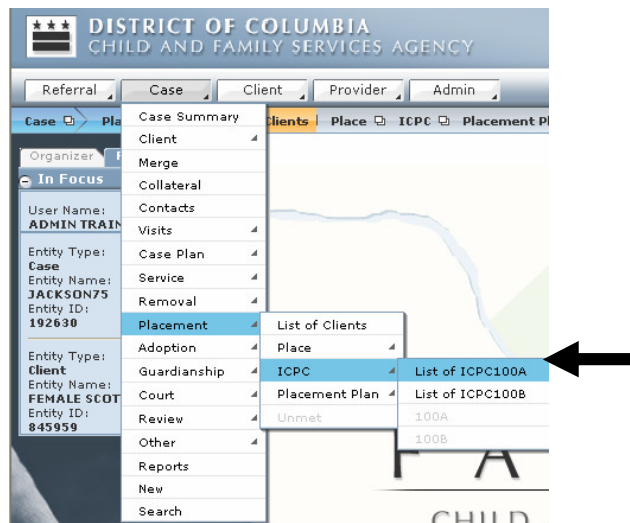 DISTRICT OF COLUMBIA
CHILD AND FAMILY SERVICES AGENCY
Referral Case Client Provider Admin
Case Clients Place ICPC Placement
Organizer
In Focus
User Name:
ADMIN
Entity Type:
Case
Entity Name:
JACKSON75
Entity ID:
192630
Entity Type:
Client
Entity Name:
FEMALE SCOT
Entity ID:
845959
Case Summary
Client
Merge
Collateral
Contacts
Visits
Case Plan
Service
Removal
Placement
Adoption
Guardianship
Court
Review
Other
Reports
New
Search
List of Clients
Place
ICPC
Placement Plan
Unmet
List of ICPC100A
List of ICPC100B
100A
100B
F A
CHILD